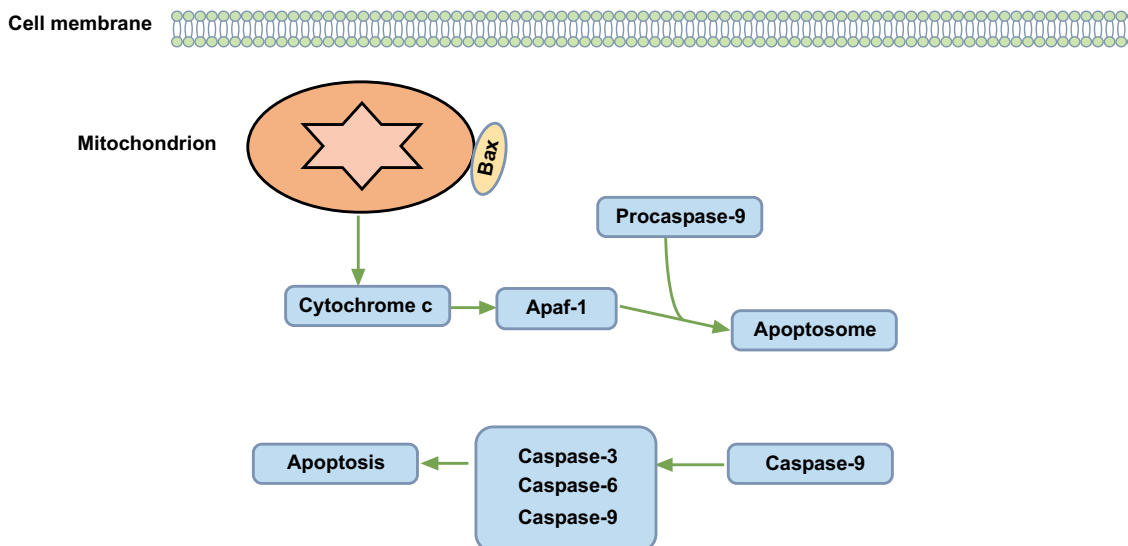 Cell membrane
Mitochondrion
Bax
Procaspase-9
Cytochrome c
Apaf-1
Apoptosome
Apoptosis
Caspase-3
Caspase-6
Caspase-9
Caspase-9